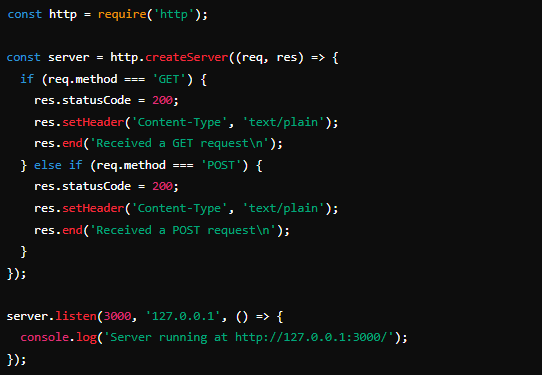 const http = require('http');

const server = http.createServer((req, res) => {
  if (req.method === 'GET') {
    res.statusCode = 200;
    res.setHeader('Content-Type', 'text/plain');
    res.end('Received a GET request\n');
  } else if (req.method === 'POST') {
    res.statusCode = 200;
    res.setHeader('Content-Type', 'text/plain');
    res.end('Received a POST request\n');
  }
});

server.listen(3000, '127.0.0.1', () => {
  console.log('Server running at http://127.0.0.1:3000/');
});